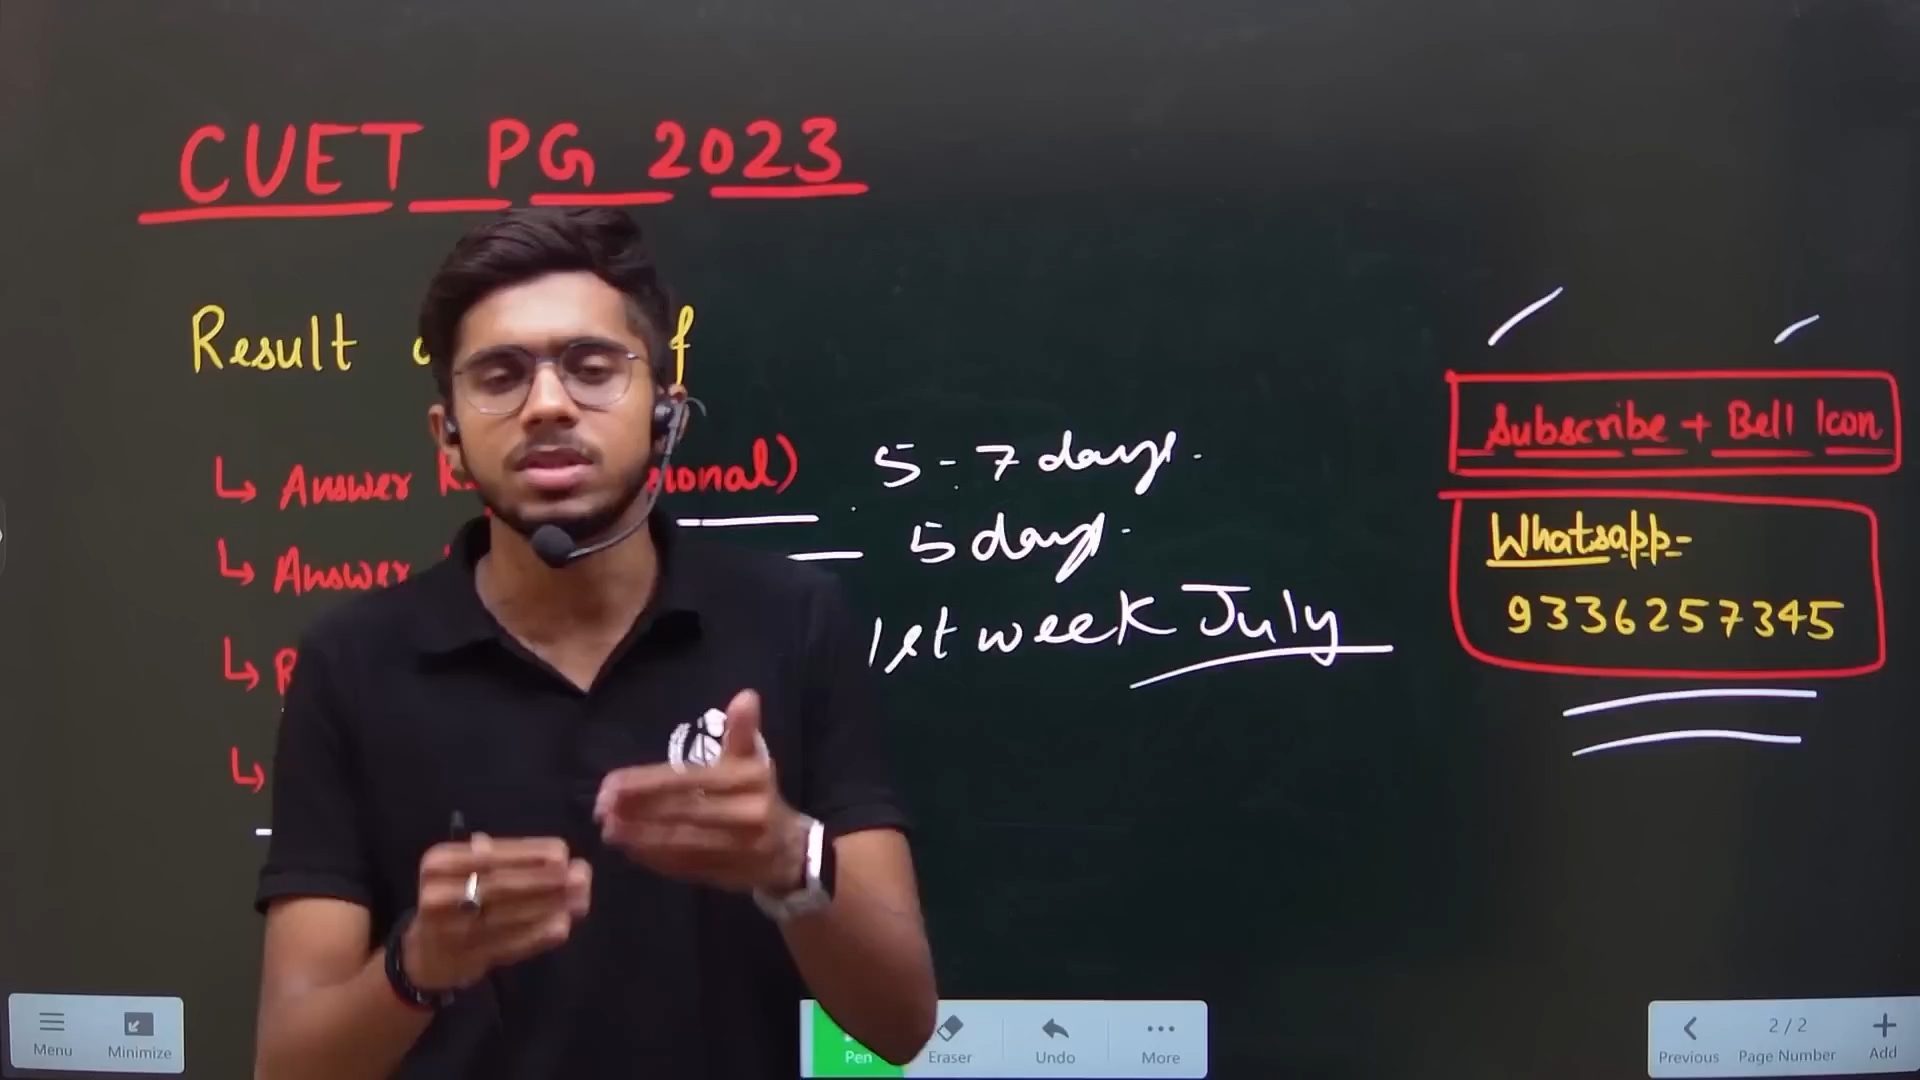 CUET PG 2023
Result
↳ Answer
5 - 7 days.
↳ Answer
5 days.
1st week July
Subscribe + Bell Icon
Whatsapp-
9336257345
Menu
Minimize
Pen
Eraser
Undo
More
Previous
2/2
Page Number
Add